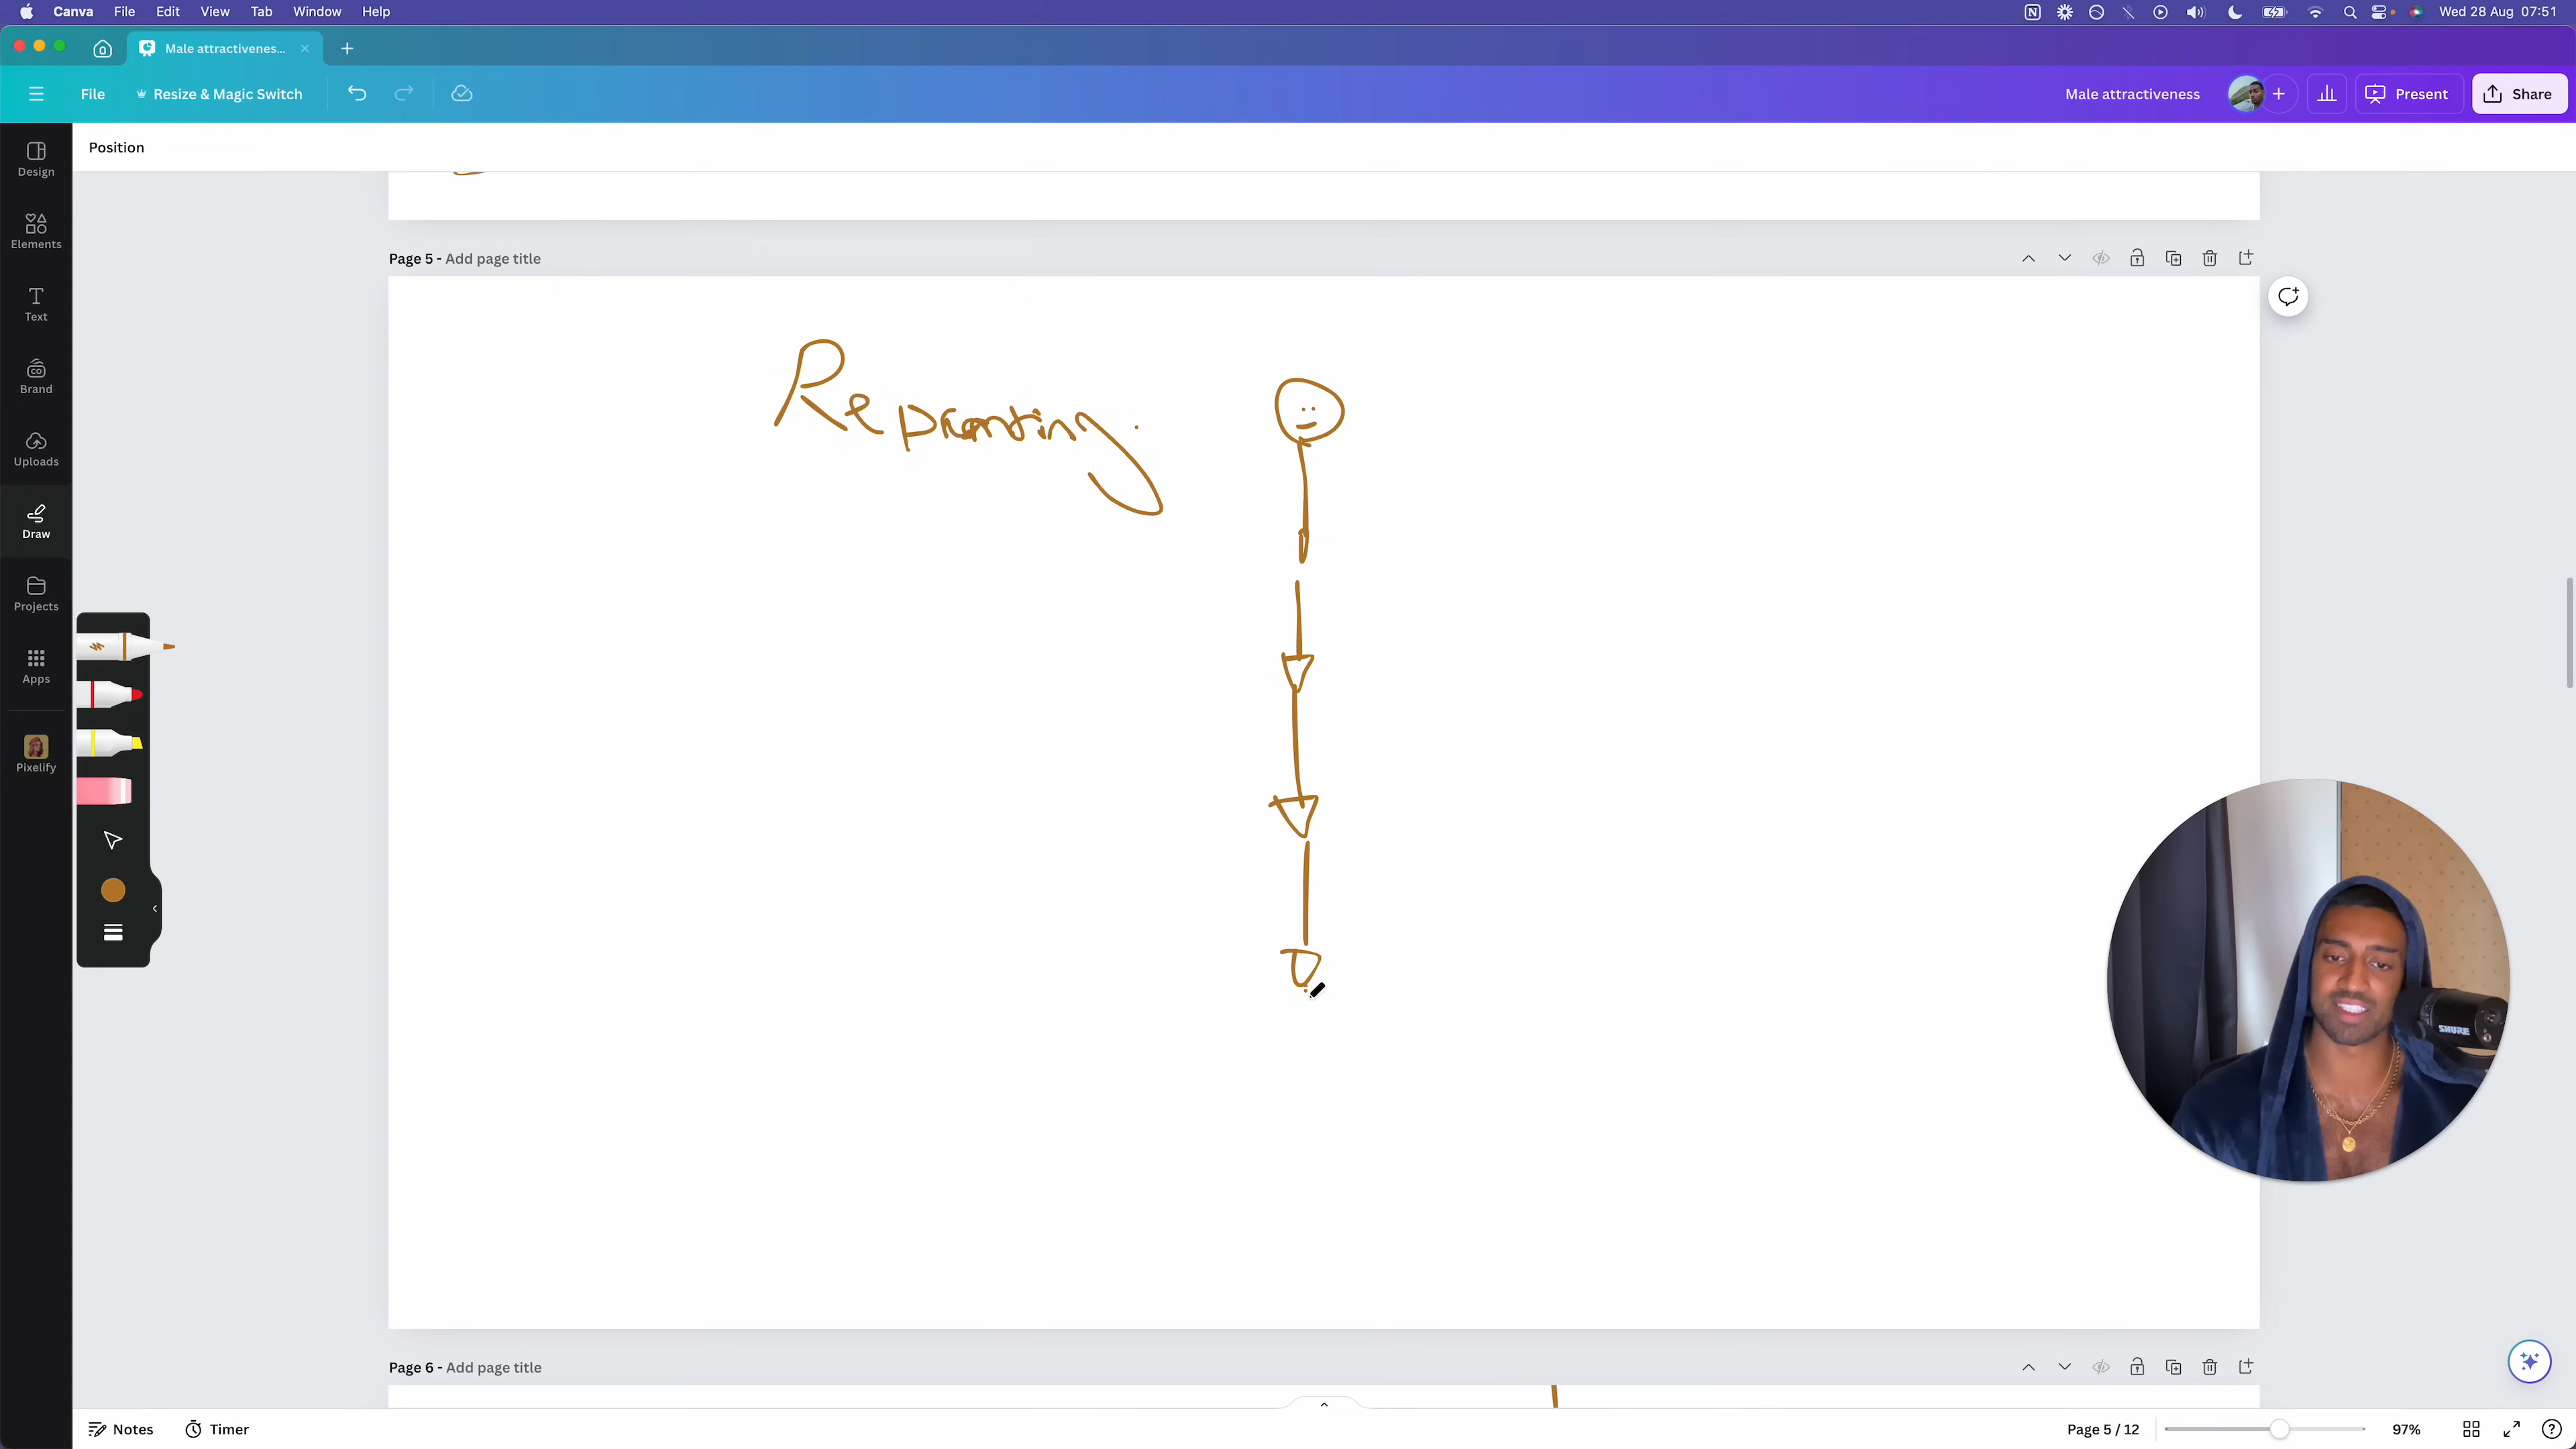 Canva File Edit View Tab Window Help
Wed 28 Aug 07:51
Male attractivenes...
File Resize & Magic Switch
Male attractiveness
Present
Share
Position
Design
Elements
Text
Brand
Uploads
Draw
Projects
Apps
Pixelify
Page 5 - Add page title
SHURE
Page 6 - Add page title
Notes Timer
Page 5 / 12
97%